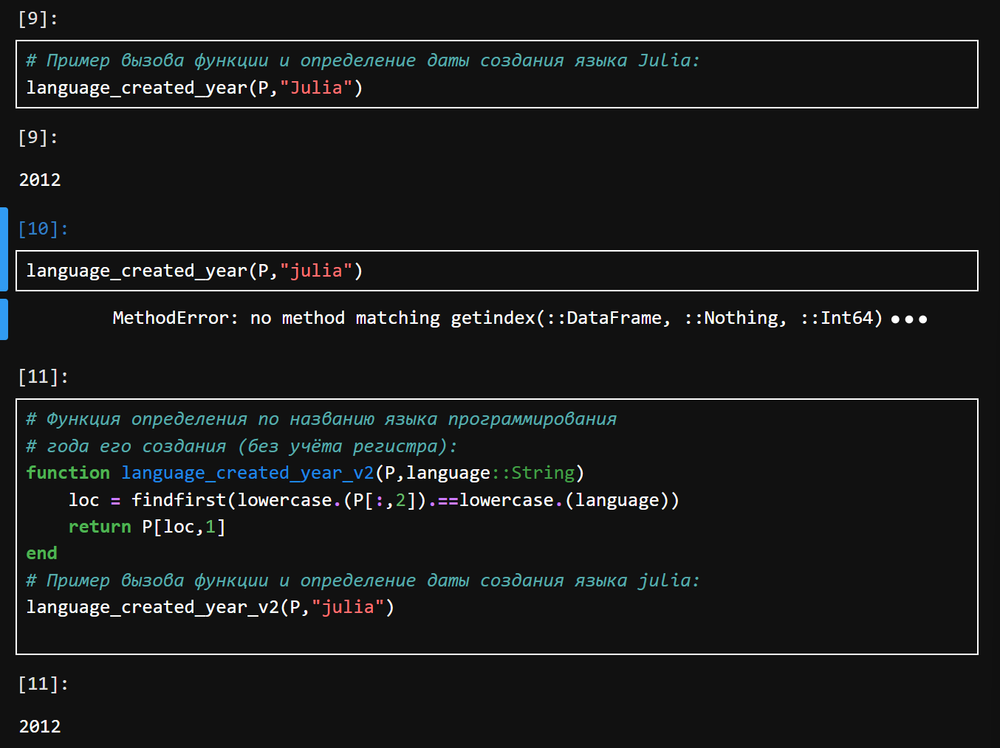 [9]:
# Пример вызова функции и определение даты создания языка Julia:
language_created_year(P,"Julia")
[9]:
2012
[10]:
language_created_year(P,"julia")
MethodError: no method matching getindex(::DataFrame, ::Nothing, ::Int64) •••
[11]:
# Функция определения по названию языка программирования
# года его создания (без учёта регистра):
function language_created_year_v2(P,language::String)
    loc = findfirst(lowercase.(P[:,2]).==lowercase.(language))
    return P[loc,1]
end
# Пример вызова функции и определение даты создания языка julia:
language_created_year_v2(P,"julia")
[11]:
2012